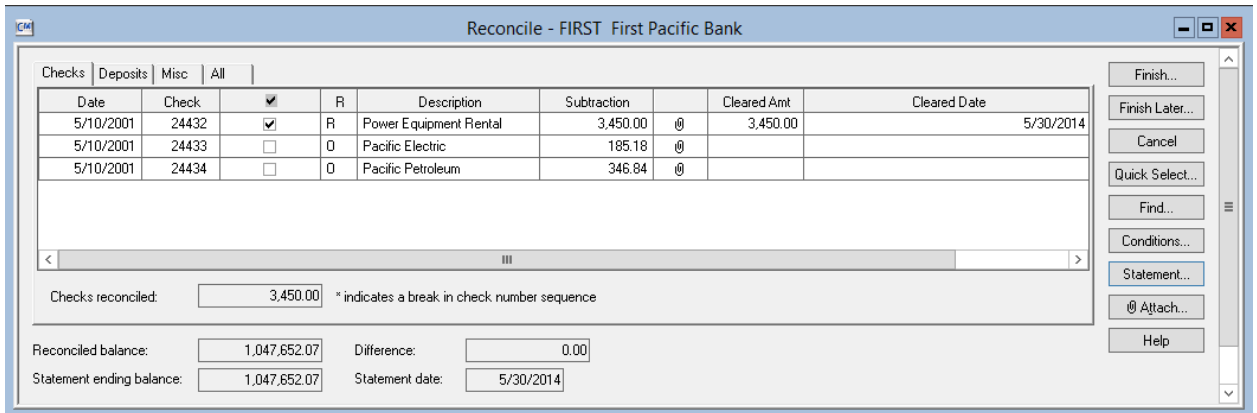 CM Reconcile - FIRST First Pacific Bank
Checks Deposits Misc All
Date Check R Description Subtraction Cleared Amt Cleared Date
5/10/2001 24432 R Power Equipment Rental 3,450.00 3,450.00 5/30/2014
5/10/2001 24433 O Pacific Electric 185.18
5/10/2001 24434 O Pacific Petroleum 346.84
Checks reconciled: 3,450.00 * indicates a break in check number sequence
Reconciled balance: 1,047,652.07 Difference: 0.00
Statement ending balance: 1,047,652.07 Statement date: 5/30/2014
Finish...
Finish Later...
Cancel
Quick Select...
Find...
Conditions...
Statement...
Attach...
Help